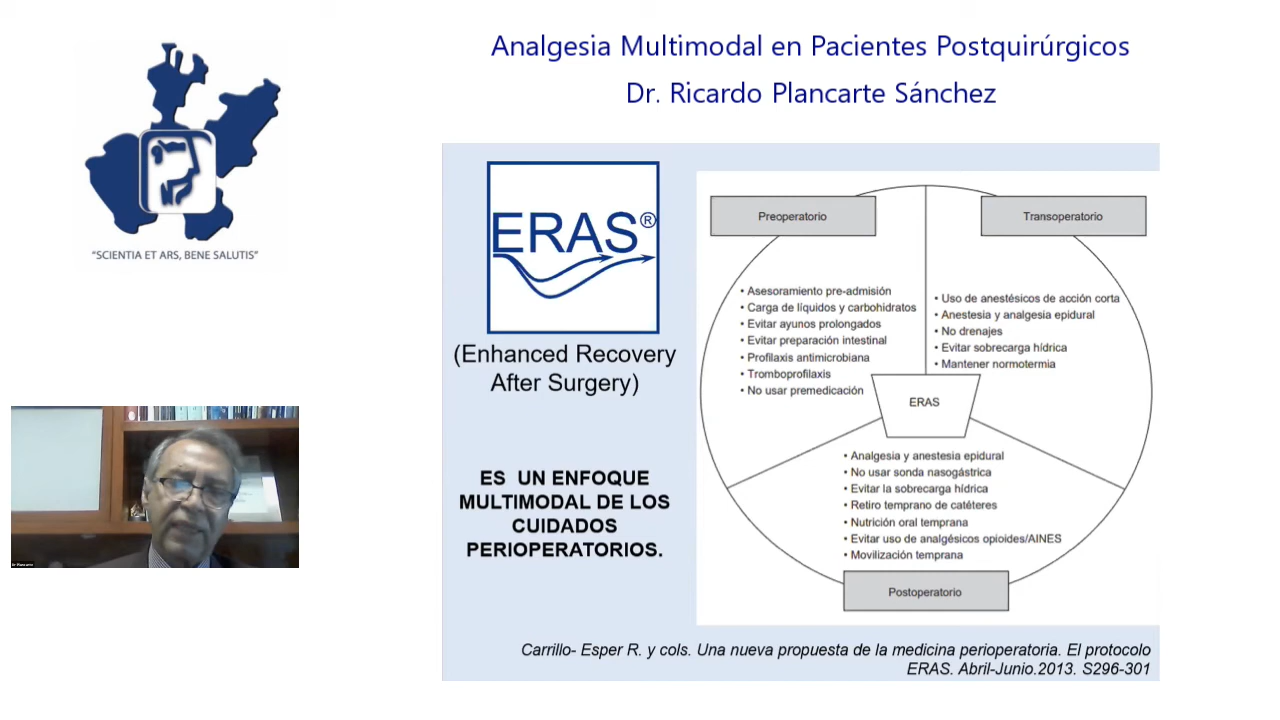 Analgesia Multimodal en Pacientes Postquirúrgicos
Dr. Ricardo Plancarte Sánchez
"SCIENTIA ET ARS, BENE SALUTIS"
ERAS®
(Enhanced Recovery
After Surgery)
ES UN ENFOQUE
MULTIMODAL DE LOS
CUIDADOS
PERIOPERATORIOS.
Preoperatorio
• Asesoramiento pre-admisión
• Carga de líquidos y carbohidratos
• Evitar ayunos prolongados
• Evitar preparación intestinal
• Profilaxis antimicrobiana
• Tromboprofilaxis
• No usar premedicación
Transoperatorio
• Uso de anestésicos de acción corta
• Anestesia y analgesia epidural
• No drenajes
• Evitar sobrecarga hídrica
• Mantener normotermia
ERAS
• Analgesia y anestesia epidural
• No usar sonda nasogástrica
• Evitar la sobrecarga hídrica
• Retiro temprano de catéteres
• Nutrición oral temprana
• Evitar uso de analgésicos opioides/AINES
• Movilización temprana
Postoperatorio
Carrillo- Esper R. y cols. Una nueva propuesta de la medicina perioperatoria. El protocolo
ERAS. Abril-Junio.2013. S296-301
Dr Plancarte